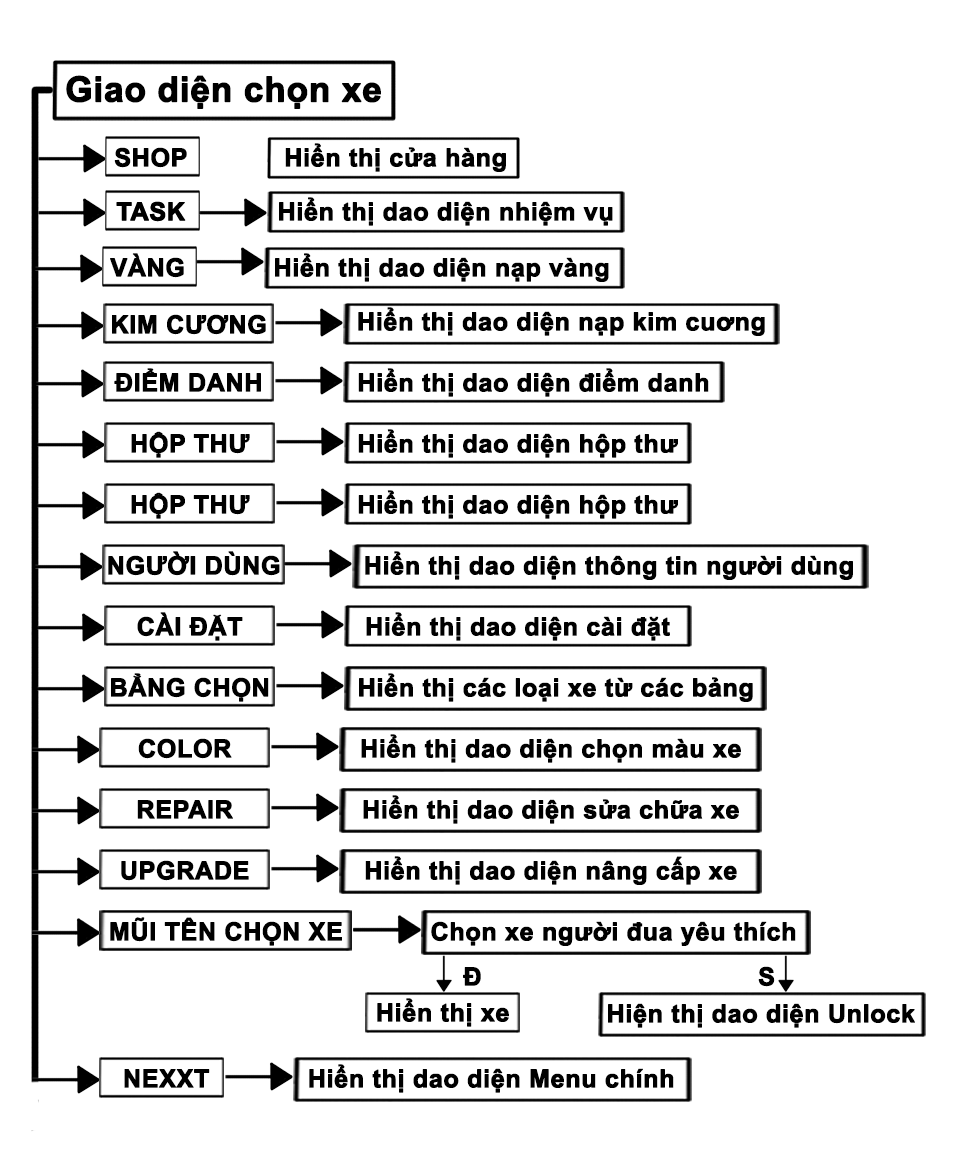 Giao diện chọn xe
SHOP Hiển thị cửa hàng
TASK Hiển thị dao diện nhiệm vụ
VÀNG Hiển thị dao diện nạp vàng
KIM CƯƠNG Hiển thị dao diện nạp kim cuơng
ĐIỂM DANH Hiển thị dao diện điểm danh
HỘP THƯ Hiển thị dao diện hộp thư
HỘP THƯ Hiển thị dao diện hộp thư
NGƯỜI DÙNG Hiển thị dao diện thông tin người dùng
CÀI ĐẶT Hiển thị dao diện cài đặt
BẲNG CHỌN Hiển thị các loại xe từ các bảng
COLOR Hiển thị dao diện chọn màu xe
REPAIR Hiển thị dao diện sửa chữa xe
UPGRADE Hiển thị dao diện nâng cấp xe
MŨI TÊN CHỌN XE Chọn xe người đua yêu thích
Đ S
Hiển thị xe Hiện thị dao diện Unlock
NEXXT Hiển thị dao diện Menu chính